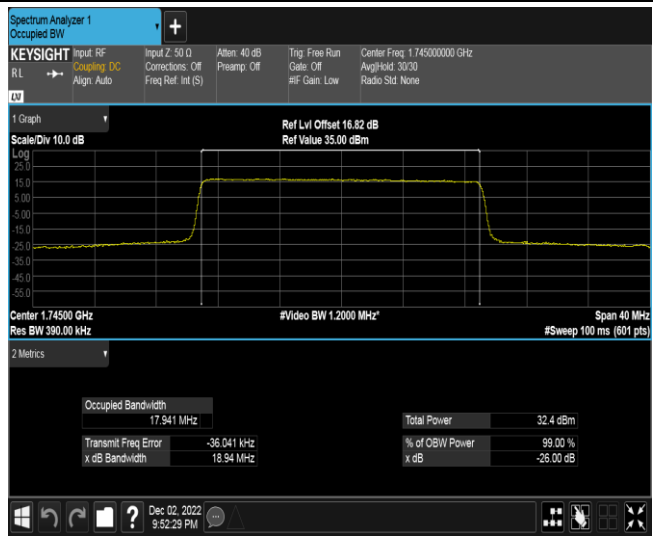 Spectrum Analyzer 1
Occupied BW
+
KEYSIGHT Input: RF Input Z: 50 Ω Atten: 40 dB Trig: Free Run Center Freq: 1.745000000 GHz
RL Coupling: DC Corrections: Off Preamp: Off Gate: Off Avg|Hold: 30/30
Align: Auto Freq Ref: Int (S) #IF Gain: Low Radio Std: None
LXI
1 Graph
Ref Lvl Offset 16.82 dB
Scale/Div 10.0 dB Ref Value 35.00 dBm
Log
25.0
15.0
5.00
-5.00
-15.0
-25.0
-35.0
-45.0
-55.0
Center 1.74500 GHz #Video BW 1.2000 MHz* Span 40 MHz
Res BW 390.00 kHz #Sweep 100 ms (601 pts)
2 Metrics
Occupied Bandwidth
17.941 MHz Total Power 32.4 dBm
Transmit Freq Error -36.041 kHz % of OBW Power 99.00 %
x dB Bandwidth 18.94 MHz x dB -26.00 dB
? Dec 02, 2022
9:52:29 PM